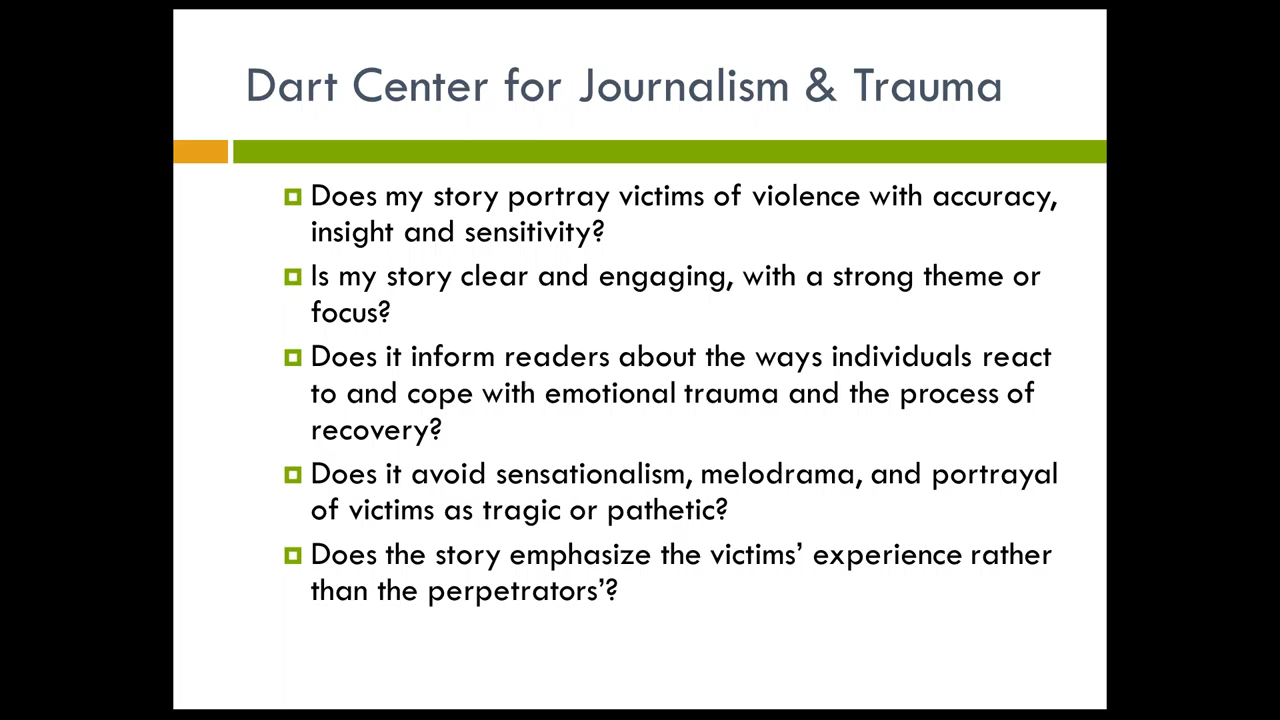 Dart Center for Journalism & Trauma
Does my story portray victims of violence with accuracy,
insight and sensitivity?
Is my story clear and engaging, with a strong theme or
focus?
Does it inform readers about the ways individuals react
to and cope with emotional trauma and the process of
recovery?
Does it avoid sensationalism, melodrama, and portrayal
of victims as tragic or pathetic?
Does the story emphasize the victims’ experience rather
than the perpetrators’?